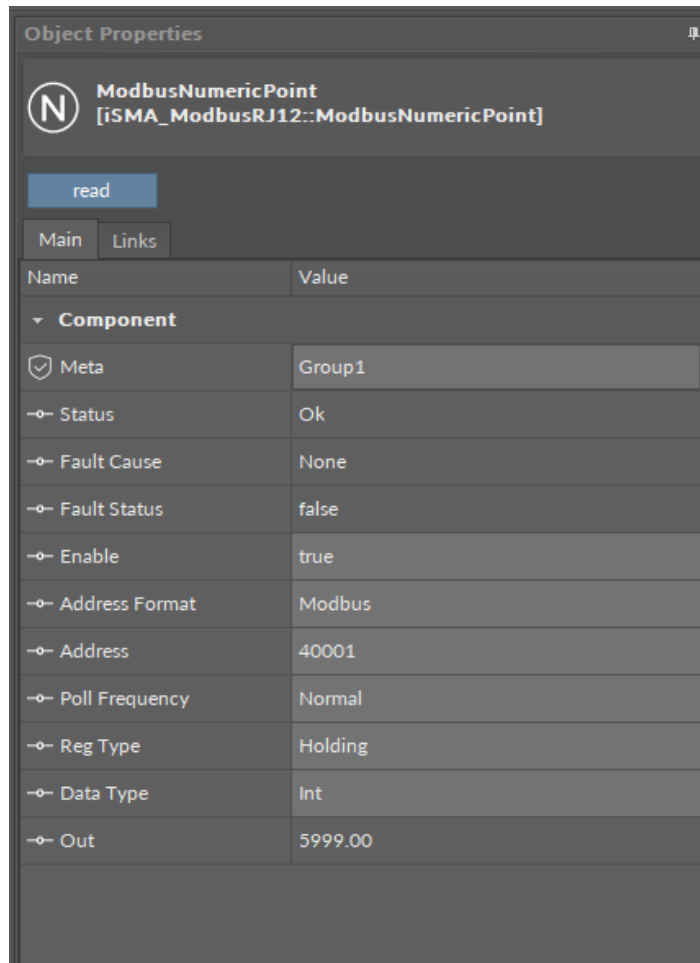 Object Properties
N
ModbusNumericPoint
[iSMA_ModbusRJ12::ModbusNumericPoint]
read
Main Links
Name Value
Component
Meta Group1
Status Ok
Fault Cause None
Fault Status false
Enable true
Address Format Modbus
Address 40001
Poll Frequency Normal
Reg Type Holding
Data Type Int
Out 5999.00